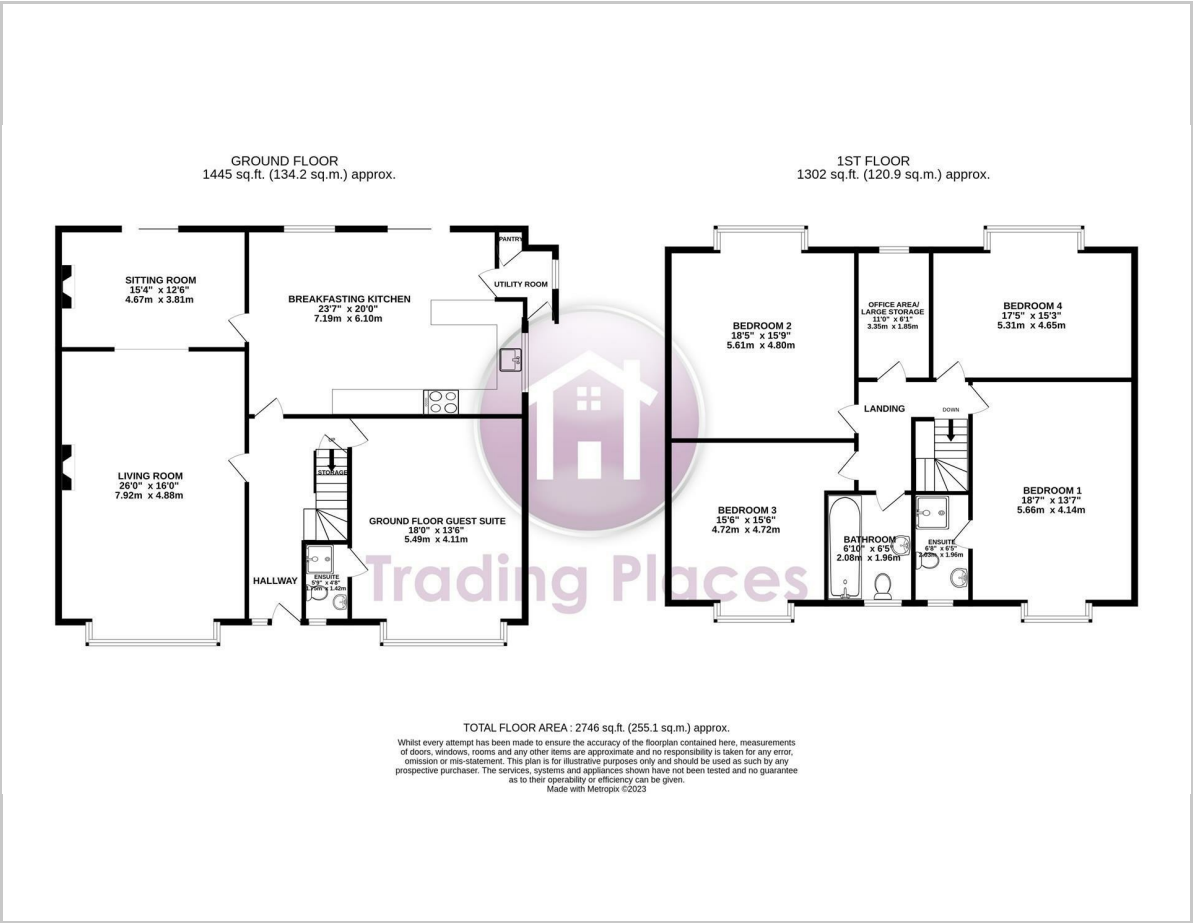 GROUND FLOOR
1445 sq.ft. (134.2 sq.m.) approx.
1ST FLOOR
1302 sq.ft. (120.9 sq.m.) approx.
PANTRY
SITTING ROOM
15'4" x 12'6"
4.67m x 3.81m
BREAKFASTING KITCHEN
23'7" x 20'0"
7.19m x 6.10m
UTILITY ROOM
UP
STORAGE
LIVING ROOM
26'0" x 16'0"
7.92m x 4.88m
GROUND FLOOR GUEST SUITE
18'0" x 13'6"
5.49m x 4.11m
HALLWAY
ENSUITE
5'9" x 4'8"
1.75m x 1.42m
BEDROOM 2
18'5" x 15'9"
5.61m x 4.80m
OFFICE AREA/
LARGE STORAGE
11'0" x 6'1"
3.35m x 1.85m
BEDROOM 4
17'5" x 15'3"
5.31m x 4.65m
LANDING
DOWN
BEDROOM 1
18'7" x 13'7"
5.66m x 4.14m
BEDROOM 3
15'6" x 15'6"
4.72m x 4.72m
BATHROOM
6'10" x 6'5"
2.08m x 1.96m
ENSUITE
6'8" x 6'5"
2.03m x 1.96m
Trading Places
TOTAL FLOOR AREA : 2746 sq.ft. (255.1 sq.m.) approx.
Whilst every attempt has been made to ensure the accuracy of the floorplan contained here, measurements
of doors, windows, rooms and any other items are approximate and no responsibility is taken for any error,
omission or mis-statement. This plan is for illustrative purposes only and should be used as such by any
prospective purchaser. The services, systems and appliances shown have not been tested and no guarantee
as to their operability or efficiency can be given.
Made with Metropix ©2023